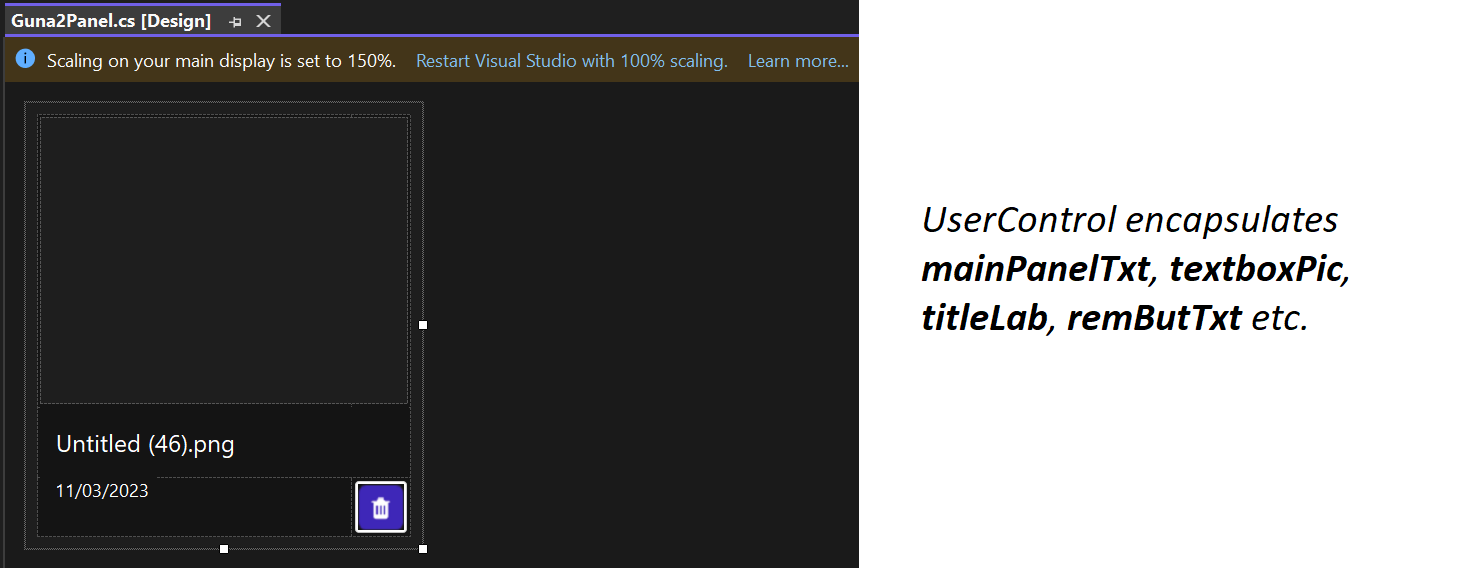 Guna2Panel.cs [Design]
Scaling on your main display is set to 150%. Restart Visual Studio with 100% scaling. Learn more...
Untitled (46).png
11/03/2023
UserControl encapsulates
mainPanelTxt, textboxPic,
titleLab, remButTxt etc.